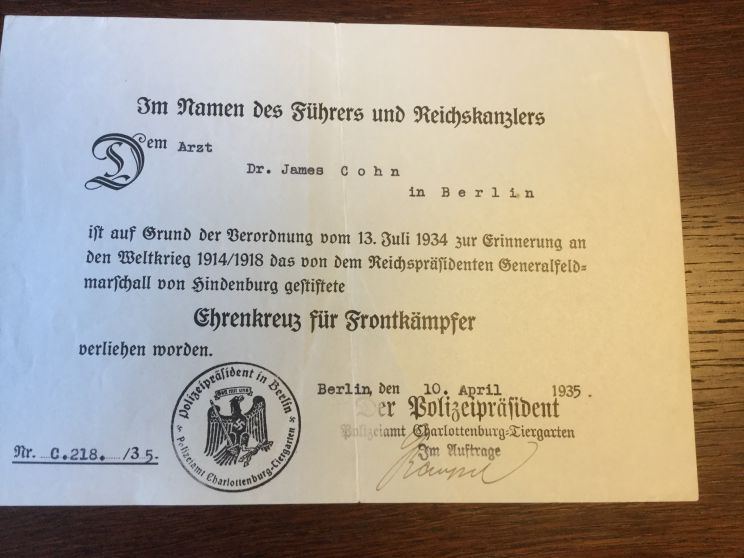 Im Namen des Führers und Reichskanzlers
Dem Arzt
Dr. James Cohn
in Berlin
ist auf Grund der Verordnung vom 13. Juli 1934 zur Erinnerung an
den Weltkrieg 1914/1918 das von dem Reichspräsidenten Generalfeld-
marschall von Hindenburg gestiftete
Ehrenkreuz für Frontkämpfer
verliehen worden.
Berlin, den 10. April 1935.
Der Polizeipräsident
Polizeiamt Charlottenburg-Tiergarten
Im Auftrage
Polizeipräsident in Berlin
Polizeiamt Charlottenburg-Tiergarten
Nr. C.218. /35.